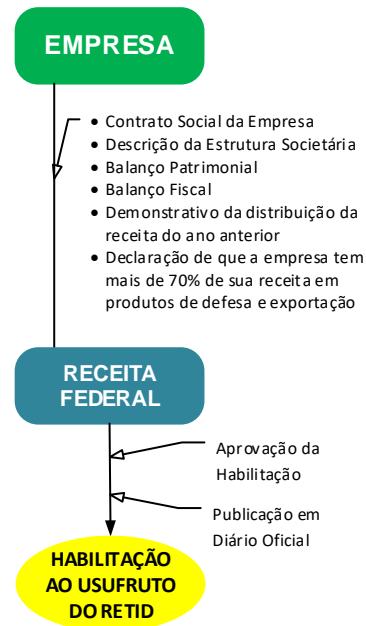 EMPRESA
• Contrato Social da Empresa
• Descrição da Estrutura Societária
• Balanço Patrimonial
• Balanço Fiscal
• Demonstrativo da distribuição da
receita do ano anterior
• Declaração de que a empresa tem
mais de 70% de sua receita em
produtos de defesa e exportação
RECEITA
FEDERAL
Aprovação da
Habilitação
Publicação em
Diário Oficial
HABILITAÇÃO
AO USUFRUTO
DO RETID